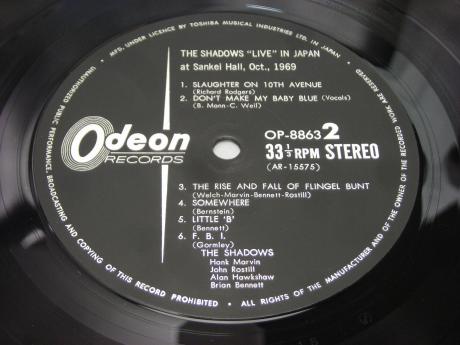 MFG. UNDER LICENCE BY TOSHIBA MUSICAL INDUSTRIES LTD. IN JAPAN •
ALL RIGHTS OF THE MANUFACTURER AND OF THE OWNER OF THE RECORDED WORK ARE RESERVED
UNAUTHORIZED PUBLIC PERFORMANCE, BROADCASTING AND COPYING OF THIS RECORD PROHIBITED •
THE SHADOWS "LIVE" IN JAPAN
at Sankei Hall, Oct., 1969
1. SLAUGHTER ON 10TH AVENUE
(Richard Rodgers)
2. DON'T MAKE MY BABY BLUE (Vocals)
(B. Mann-C. Weil)
Odeon
RECORDS
OP-8863 2
33 1/3 RPM STEREO
(AR-15575)
3. THE RISE AND FALL OF FLINGEL BUNT
(Welch-Marvin-Bennett-Rostill)
4. SOMEWHERE
(Bernstein)
5. LITTLE 'B'
(Bennett)
6. F. B. I.
(Gormley)
THE SHADOWS
Hank Marvin
John Rostill
Alan Hawkshaw
Brian Bennett